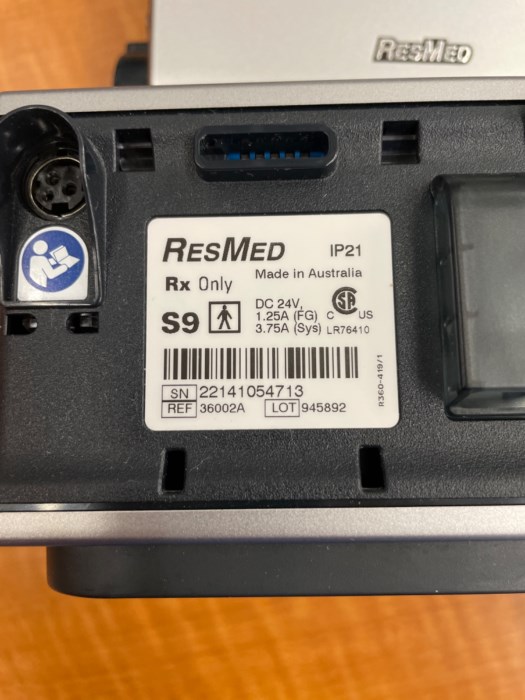 RESMED
RESMED
IP21
Made in Australia
Rx Only
S9
DC 24V,
1.25A (FG)
3.75A (Sys)
C US
LR76410
R360-419/1
SN 22141054713
REF 36002A LOT 945892